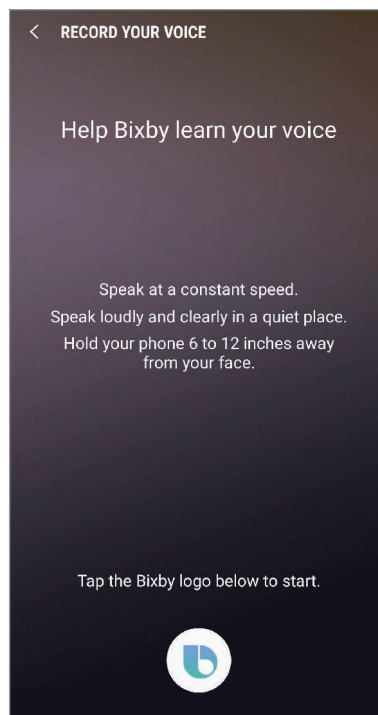 RECORD YOUR VOICE
Help Bixby learn your voice
Speak at a constant speed.
Speak loudly and clearly in a quiet place.
Hold your phone 6 to 12 inches away
from your face.
Tap the Bixby logo below to start.